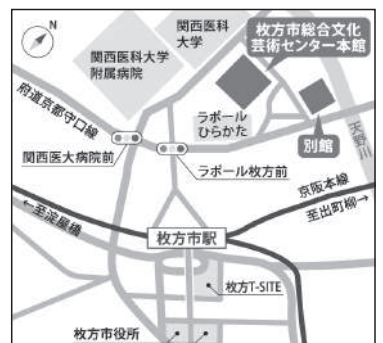 N
関西医科
大学
枚方市総合文化
芸術センター本館
関西医科大学
附属病院
府道京都守口線
ラポール
ひらかた
別館
天野川
関西医大病院前
ラポール枚方前
京阪本線
至出町柳→
←至淀屋橋
枚方市駅
枚方T-SITE
枚方市役所